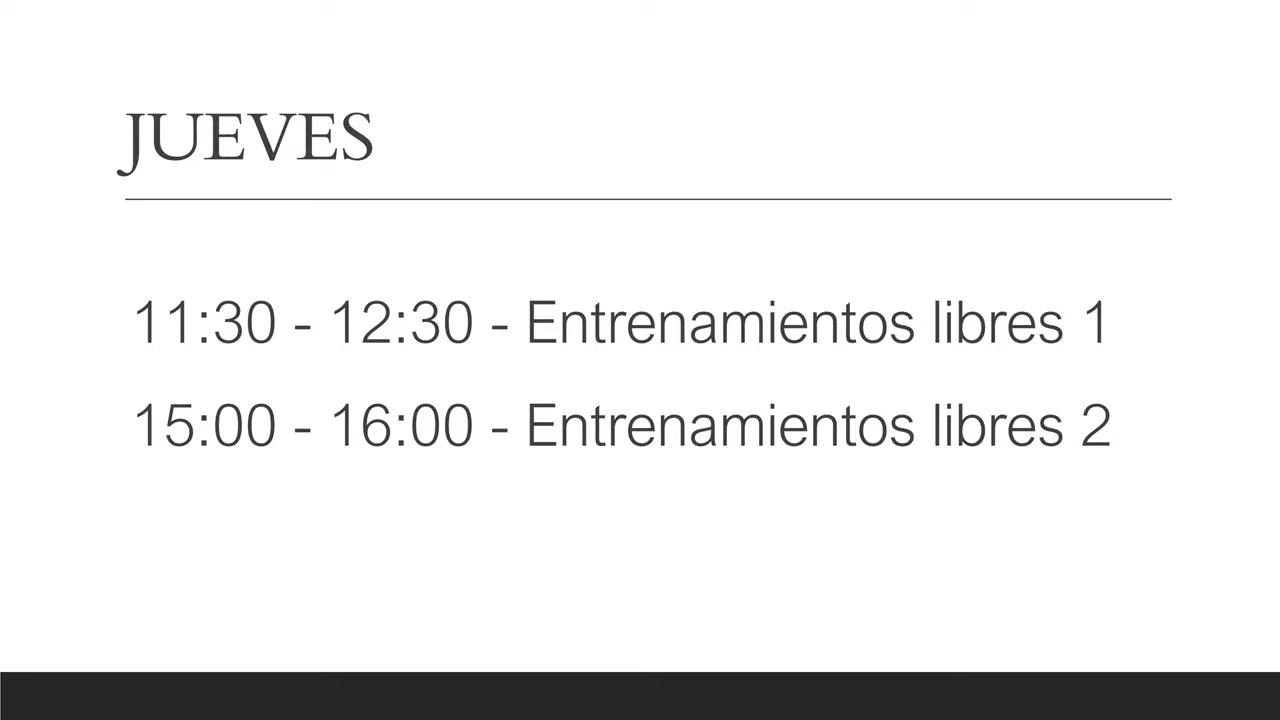 JUEVES
11:30 - 12:30 - Entrenamientos libres 1
15:00 - 16:00 - Entrenamientos libres 2